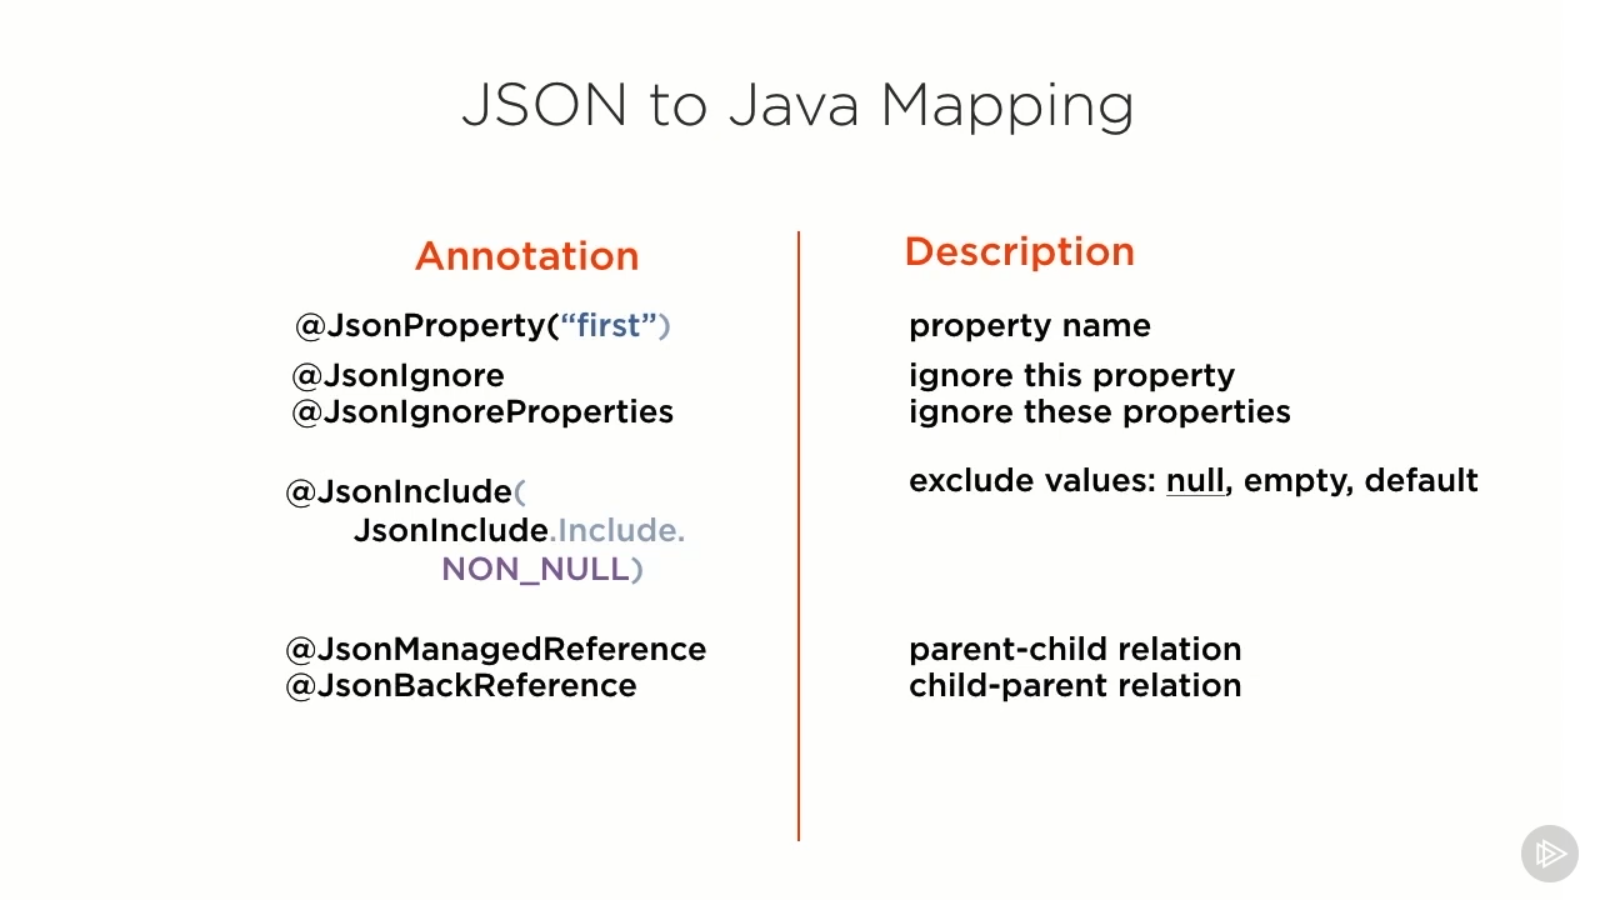 JSON to Java Mapping
Annotation
Description
@JsonProperty(“first”)
property name
@JsonIgnore
ignore this property
@JsonIgnoreProperties
ignore these properties
@JsonInclude(
exclude values: null, empty, default
JsonInclude.Include.
NON_NULL)
@JsonManagedReference
parent-child relation
@JsonBackReference
child-parent relation